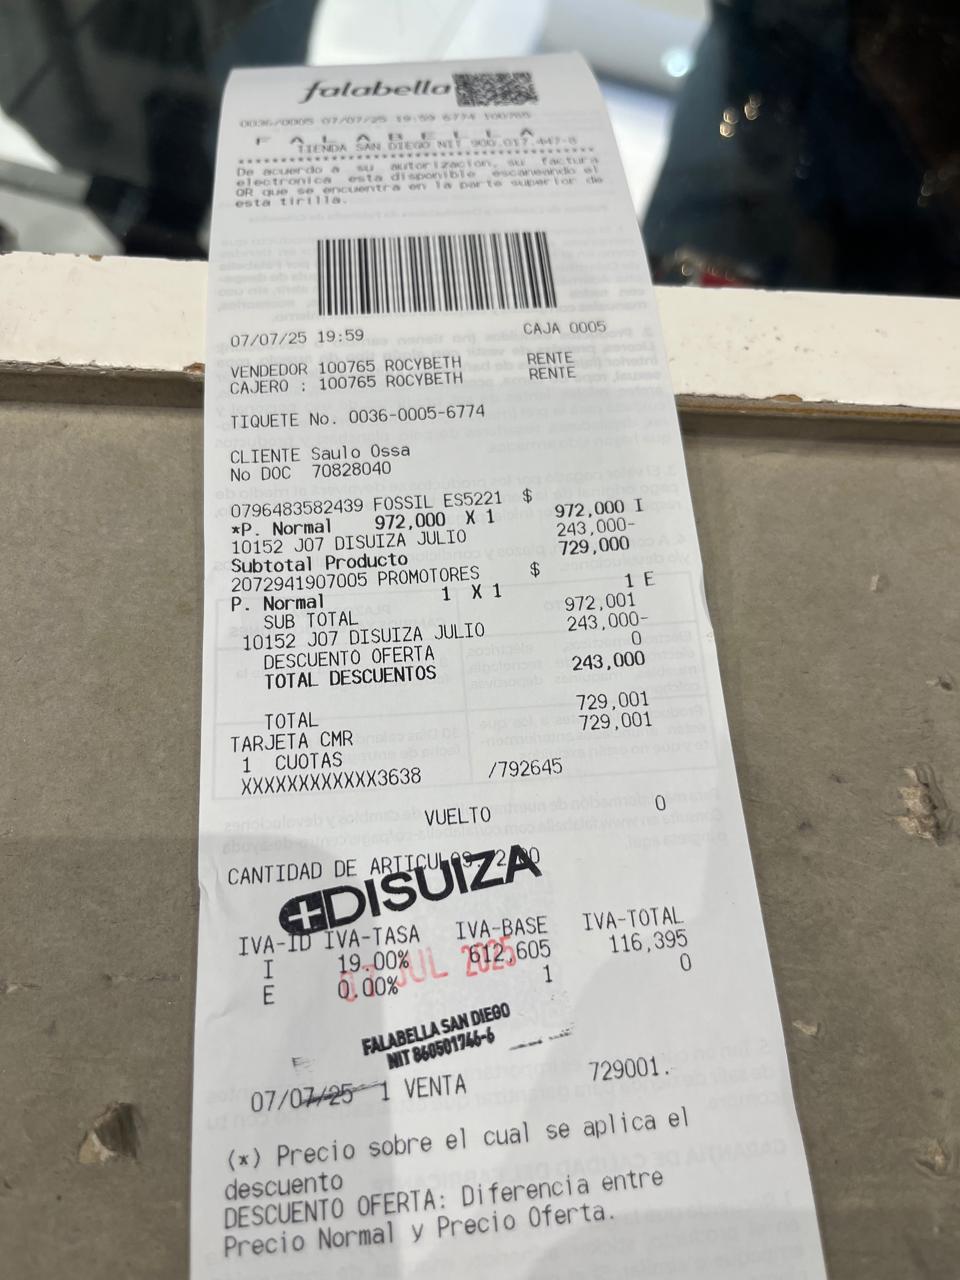 falabella
0036/0005 07/07/25 19:59 6774 100765
F A L A B E L L A
TIENDA SAN DIEGO NIT 900.017.447-8
De acuerdo a su autorizacion, su factura
electronica esta disponible escaneando el
QR que se encuentra en la parte superior de
esta tirilla.
07/07/25 19:59 CAJA 0005
VENDEDOR 100765 ROCYBETH RENTE
CAJERO : 100765 ROCYBETH RENTE
TIQUETE No. 0036-0005-6774
CLIENTE Saulo Ossa
No DOC 70828040
0796483582439 FOSSIL ES5221 $
*P. Normal 972,000 X 1 972,000 I
10152 J07 DISUIZA JULIO 243,000-
Subtotal Producto 729,000
2072941907005 PROMOTORES $
P. Normal 1 X 1 1 E
SUB TOTAL 972,001
10152 J07 DISUIZA JULIO 243,000-
DESCUENTO OFERTA 0
TOTAL DESCUENTOS 243,000
TOTAL 729,001
TARJETA CMR 729,001
1 CUOTAS
XXXXXXXXXXXX3638 /792645
VUELTO 0
CANTIDAD DE ARTICULOS. 2.00
DISUIZA
IVA-ID IVA-TASA IVA-BASE IVA-TOTAL
I 19.00% 612,605 116,395
07 JUL 2025
E 0.00% 1 0
FALABELLA SAN DIEGO
NIT 860501746-6
07/07/25 1 VENTA 729001.-
(*) Precio sobre el cual se aplica el
descuento
DESCUENTO OFERTA: Diferencia entre
Precio Normal y Precio Oferta.